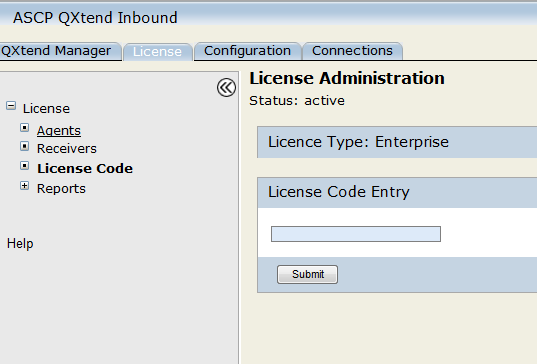 ASCP QXtend Inbound
QXtend Manager License Configuration Connections
License
Agents
Receivers
License Code
Reports
Help
License Administration
Status: active
Licence Type: Enterprise
License Code Entry
Submit